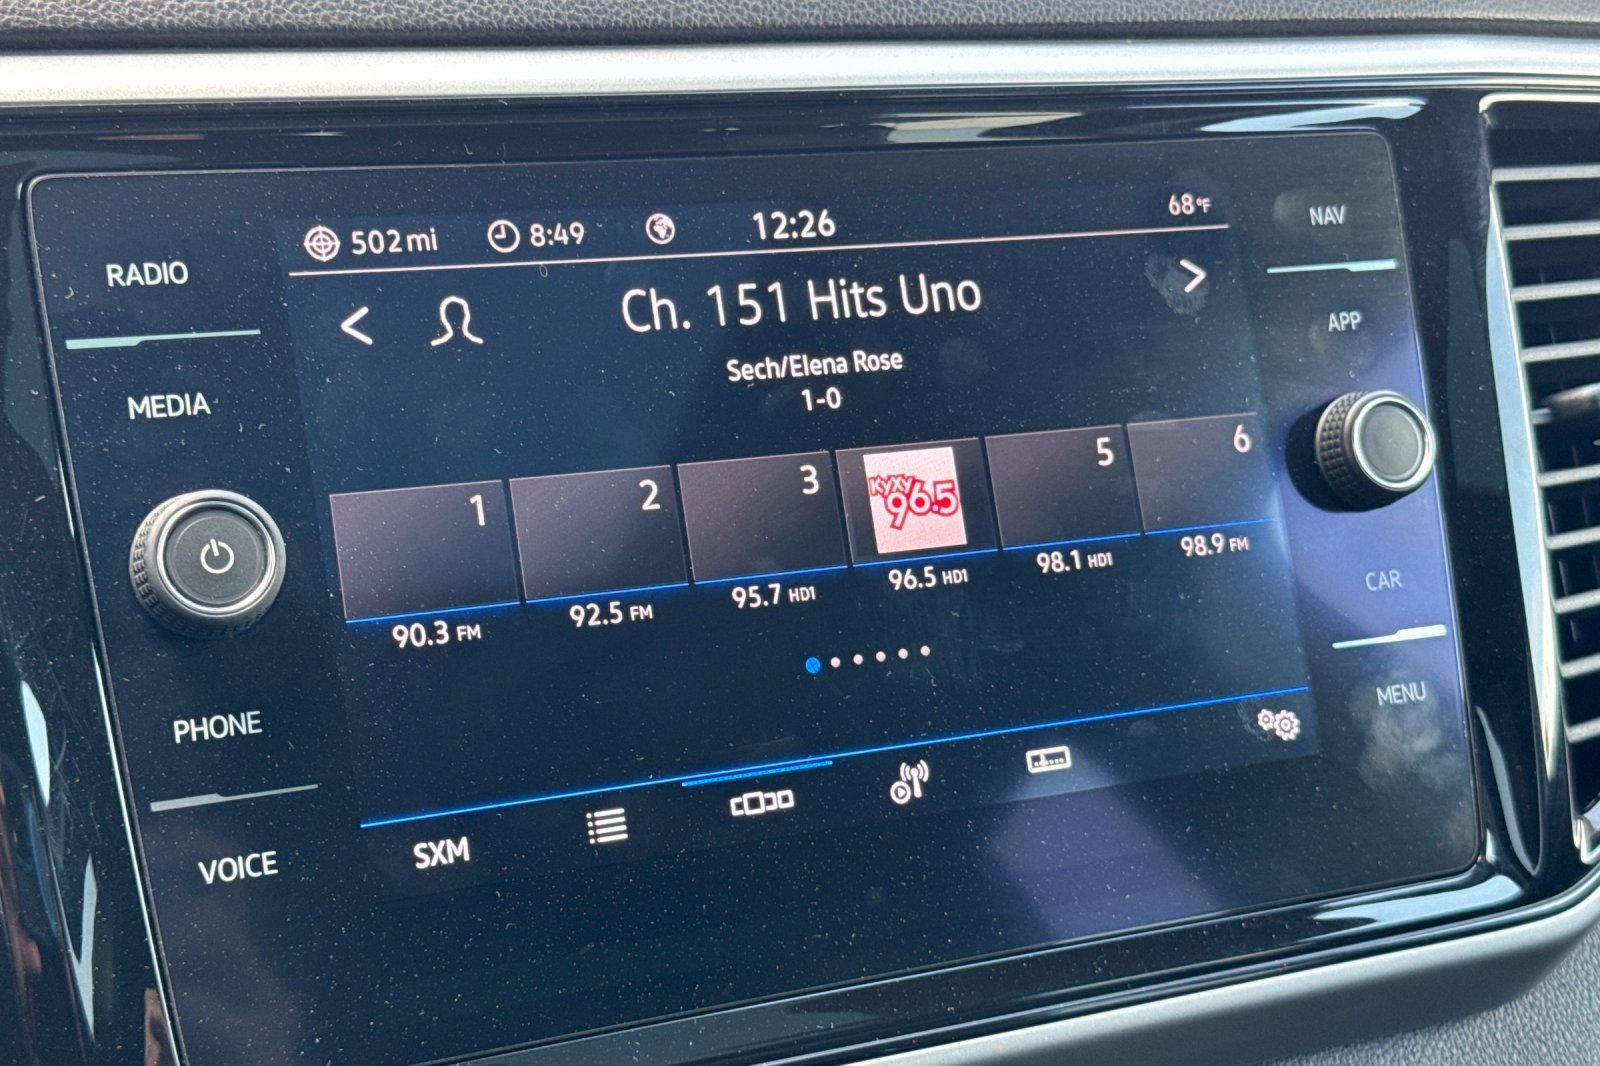 502mi 8:49 12:26 68°F
RADIO
NAV
Ch. 151 Hits Uno
APP
Sech/Elena Rose
MEDIA
1-0
1 2 3 KYXY 96.5 5 6
90.3 FM 92.5 FM 95.7 HD1 96.5 HD1 98.1 HD1 98.9 FM
CAR
PHONE
MENU
SXM
VOICE